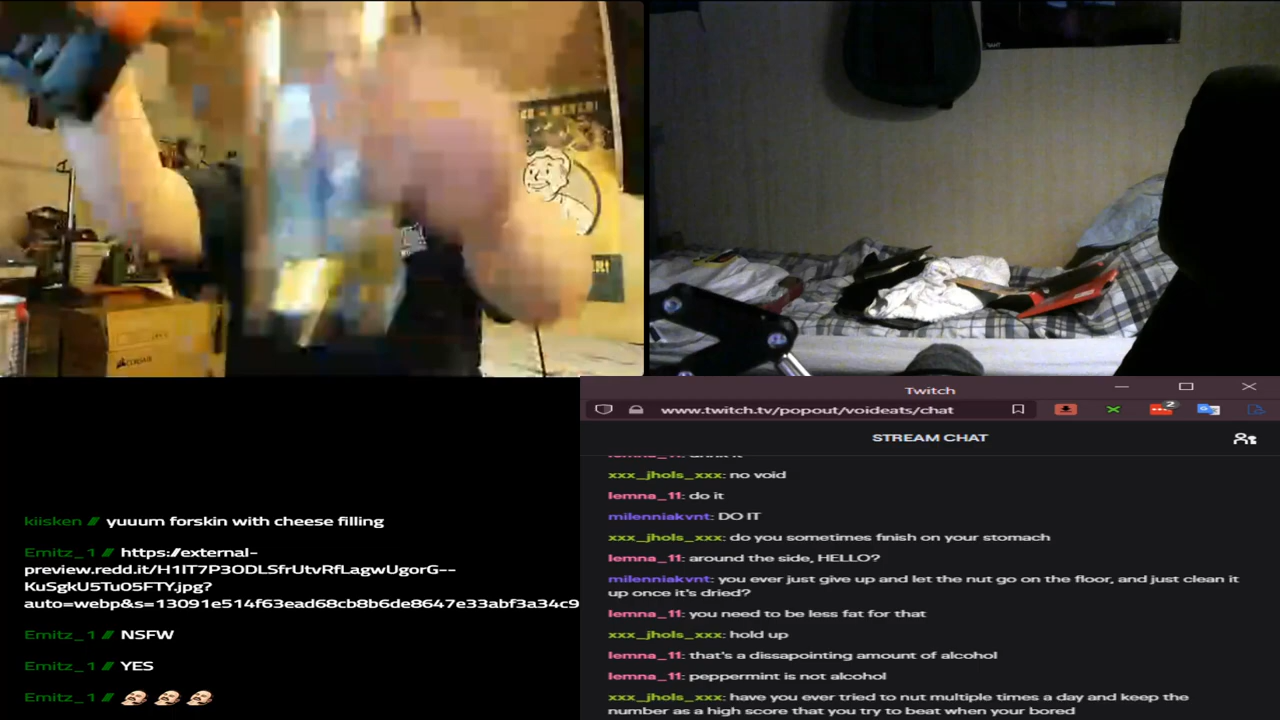 CORSAIR
kiisken // yuuum forskin with cheese filling
Emitz_1 // https://external-
preview.redd.it/H1IT7P3ODLSfrUtvRfLagwUgorG--
KuSgkU5Tu05FTY.jpg?
auto=webp&s=13091e514f63ead68cb8b6de8647e33abf3a34c9
Emitz_1 // NSFW
Emitz_1 // YES
Emitz_1 //
Twitch
www.twitch.tv/popout/voideats/chat
2
STREAM CHAT
xxx_jhols_xxx: no void
lemna_11: do it
milenniakvnt: DO IT
xxx_jhols_xxx: do you sometimes finish on your stomach
lemna_11: around the side, HELLO?
milenniakvnt: you ever just give up and let the nut go on the floor, and just clean it
up once it's dried?
lemna_11: you need to be less fat for that
xxx_jhols_xxx: hold up
lemna_11: that's a dissapointing amount of alcohol
lemna_11: peppermint is not alcohol
xxx_jhols_xxx: have you ever tried to nut multiple times a day and keep the
number as a high score that you try to beat when your bored